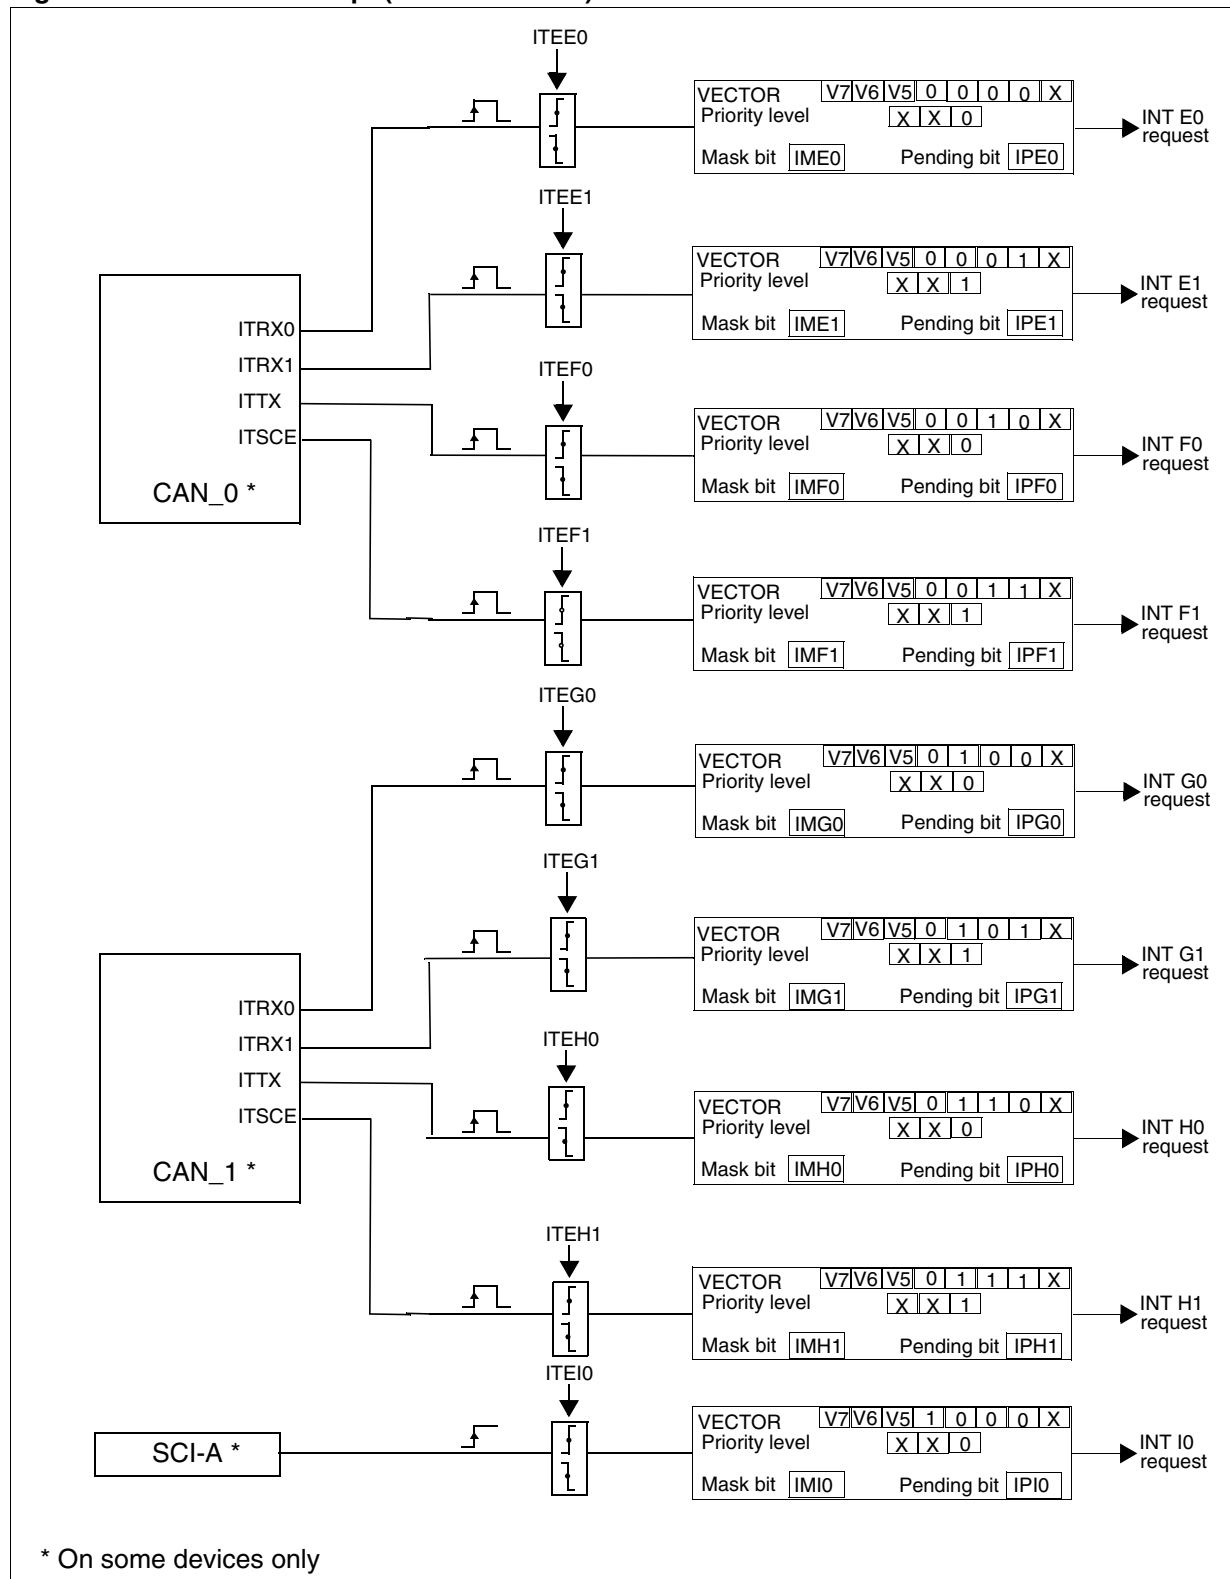 ITEE0
VECTOR V7 V6 V5 0 0 0 0 X
Priority level X X 0
Mask bit IME0 Pending bit IPE0
INT E0
request
ITEE1
VECTOR V7 V6 V5 0 0 0 1 X
Priority level X X 1
Mask bit IME1 Pending bit IPE1
INT E1
request
ITRX0
ITRX1
ITTX
ITSCE
CAN_0 *
ITEF0
VECTOR V7 V6 V5 0 0 1 0 X
Priority level X X 0
Mask bit IMF0 Pending bit IPF0
INT F0
request
ITEF1
VECTOR V7 V6 V5 0 0 1 1 X
Priority level X X 1
Mask bit IMF1 Pending bit IPF1
INT F1
request
ITEG0
VECTOR V7 V6 V5 0 1 0 0 X
Priority level X X 0
Mask bit IMG0 Pending bit IPG0
INT G0
request
ITEG1
VECTOR V7 V6 V5 0 1 0 1 X
Priority level X X 1
Mask bit IMG1 Pending bit IPG1
INT G1
request
ITRX0
ITRX1
ITTX
ITSCE
CAN_1 *
ITEH0
VECTOR V7 V6 V5 0 1 1 0 X
Priority level X X 0
Mask bit IMH0 Pending bit IPH0
INT H0
request
ITEH1
VECTOR V7 V6 V5 0 1 1 1 X
Priority level X X 1
Mask bit IMH1 Pending bit IPH1
INT H1
request
ITEI0
SCI-A *
VECTOR V7 V6 V5 1 0 0 0 X
Priority level X X 0
Mask bit IMI0 Pending bit IPI0
INT I0
request
* On some devices only